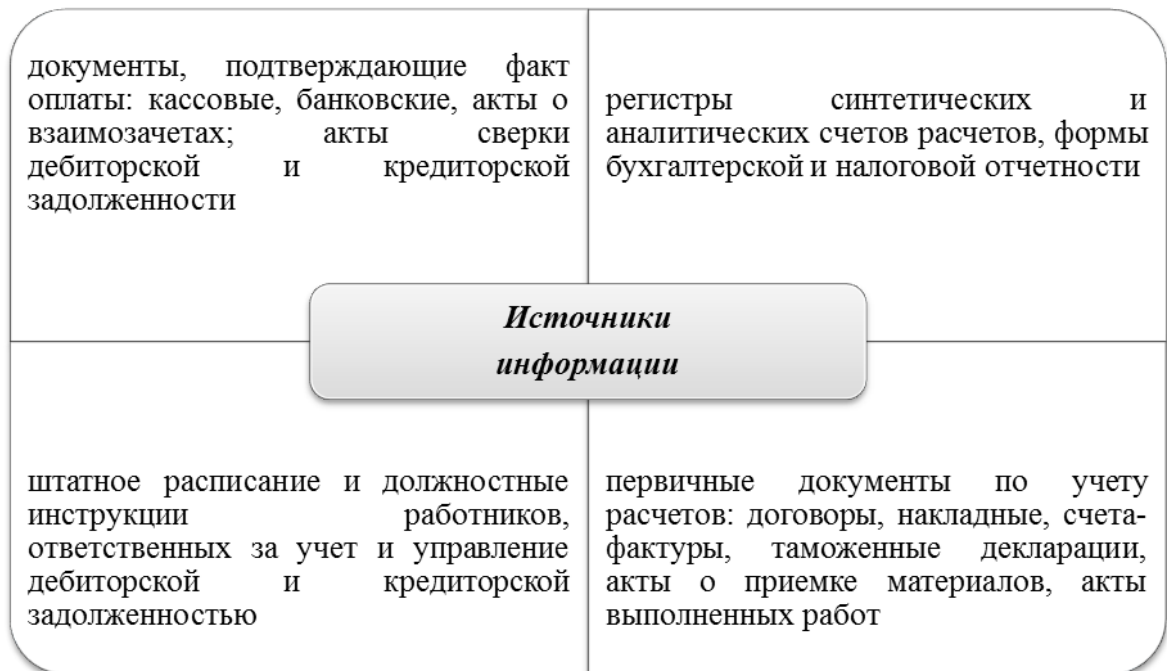 документы, подтверждающие факт
оплаты: кассовые, банковские, акты о
взаимозачетах; акты сверки
дебиторской и кредиторской
задолженности
регистры синтетических и
аналитических счетов расчетов, формы
бухгалтерской и налоговой отчетности
Источники
информации
штатное расписание и должностные
инструкции работников,
ответственных за учет и управление
дебиторской и кредиторской
задолженностью
первичные документы по учету
расчетов: договоры, накладные, счета-
фактуры, таможенные декларации,
акты о приемке материалов, акты
выполненных работ